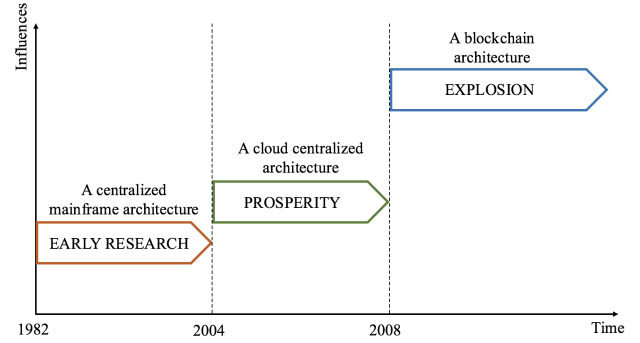 Influences
A blockchain
architecture
EXPLOSION
A cloud centralized
architecture
PROSPERITY
A centralized
mainframe architecture
EARLY RESEARCH
1982
2004
2008
Time